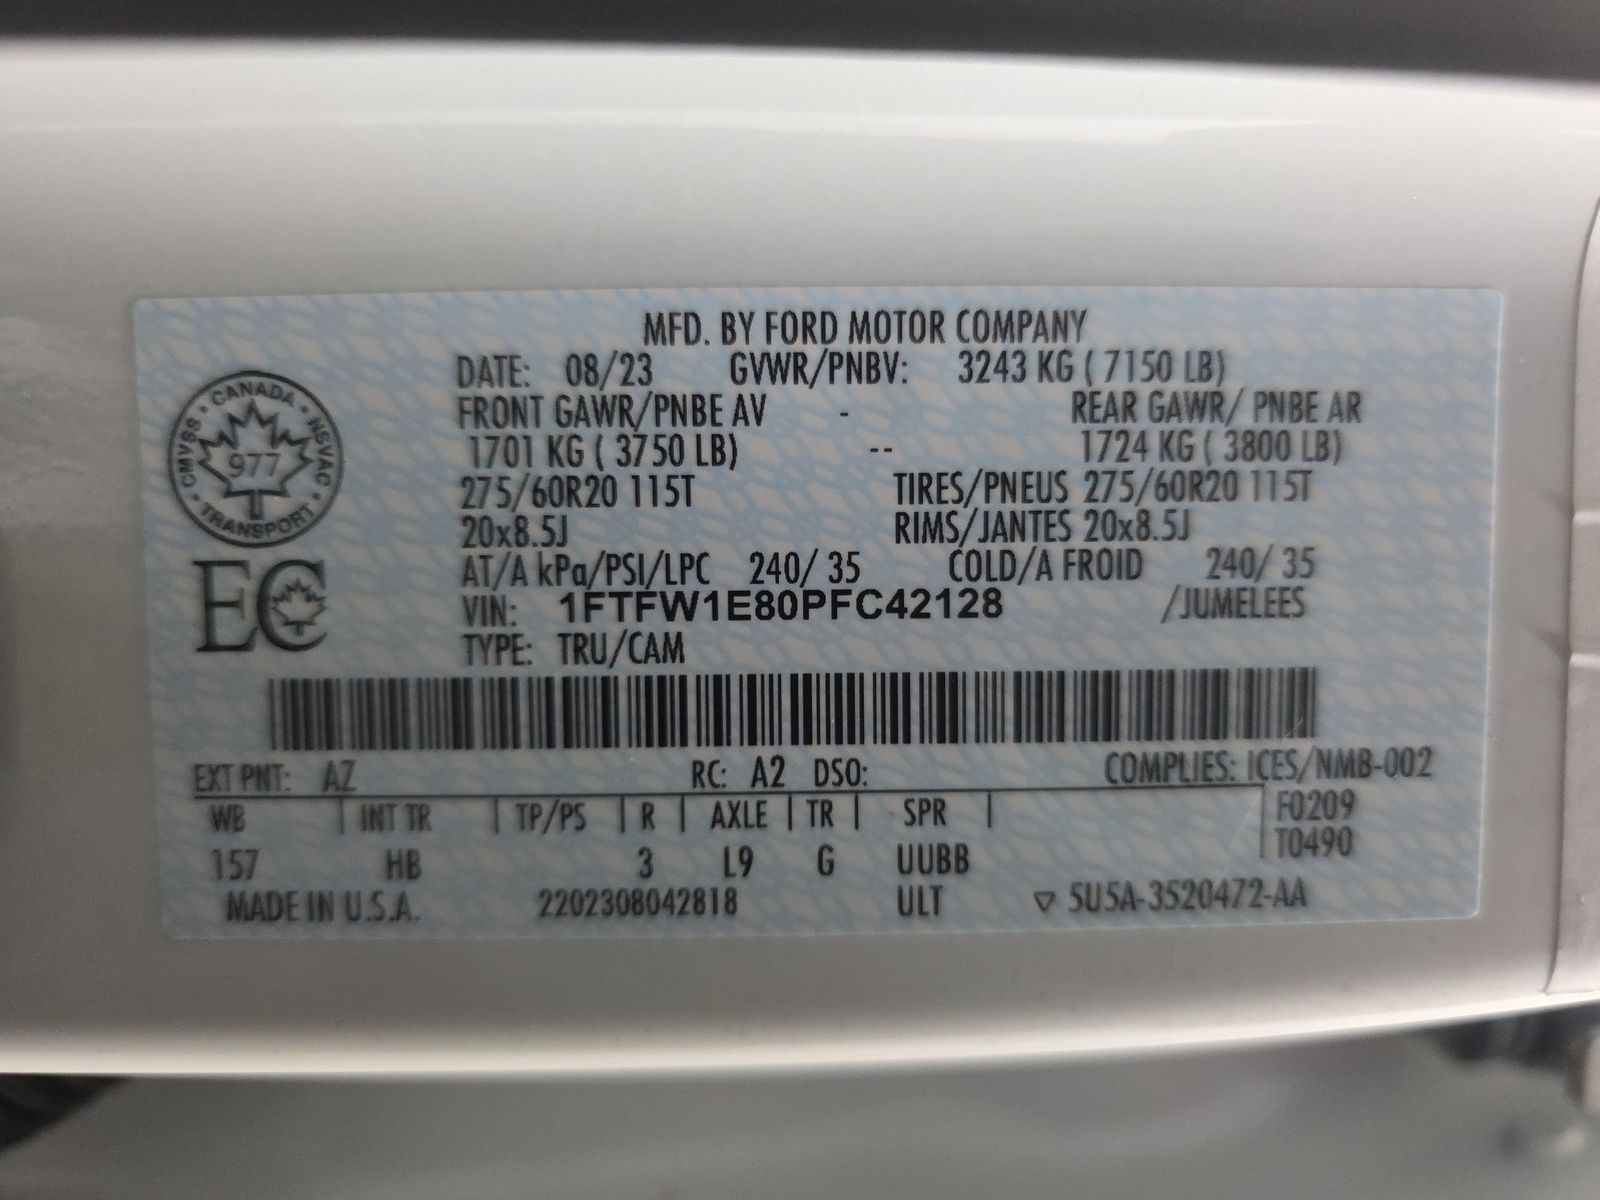 MFD. BY FORD MOTOR COMPANY
DATE: 08/23 GVWR/PNBV: 3243 KG ( 7150 LB)
FRONT GAWR/PNBE AV - REAR GAWR/ PNBE AR
1701 KG ( 3750 LB) -- 1724 KG ( 3800 LB)
275/60R20 115T TIRES/PNEUS 275/60R20 115T
20x8.5J RIMS/JANTES 20x8.5J
AT/A kPa/PSI/LPC 240/ 35 COLD/A FROID 240/ 35
VIN: 1FTFW1E80PFC42128 /JUMELEES
TYPE: TRU/CAM
CANADA
CMVSS NSVAC
977
TRANSPORT
EC
EXT PNT: AZ RC: A2 DSO: COMPLIES: ICES/NMB-002
WB | INT TR | TP/PS | R | AXLE | TR | SPR | F0209
T0490
157 HB 3 L9 G UUBB
MADE IN U.S.A. 2202308042818 ULT ▽ 5U5A-3520472-AA